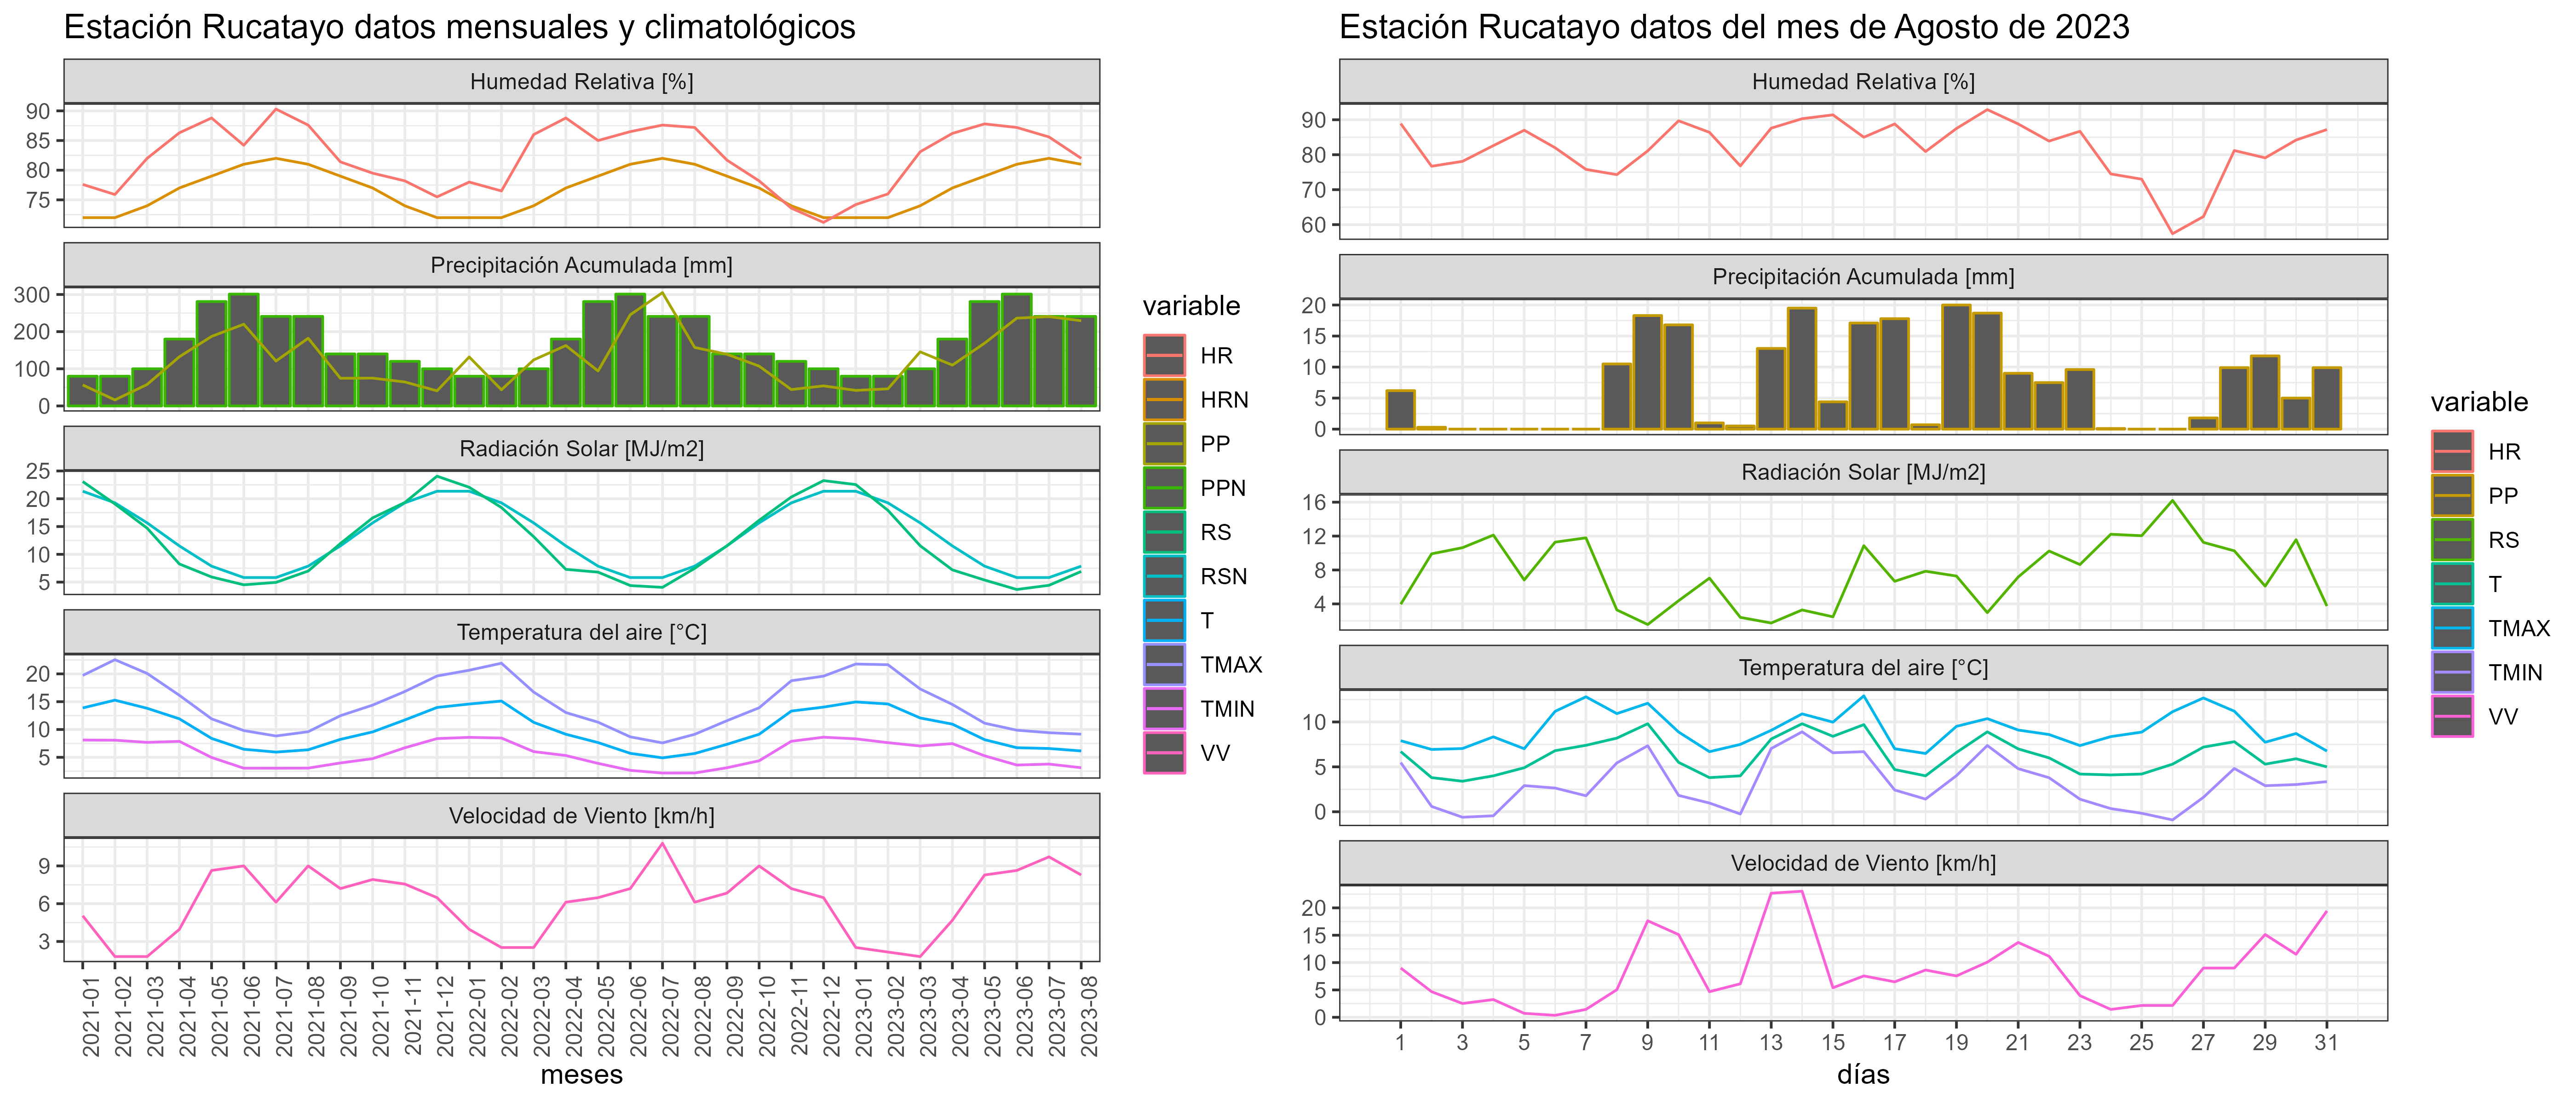 Estación Rucatayo datos mensuales y climatológicos
Humedad Relativa [%]
90
85
80
75
Precipitación Acumulada [mm]
300
200
100
0
Radiación Solar [MJ/m2]
25
20
15
10
5
Temperatura del aire [°C]
20
15
10
5
Velocidad de Viento [km/h]
9
6
3
2021-01
2021-02
2021-03
2021-04
2021-05
2021-06
2021-07
2021-08
2021-09
2021-10
2021-11
2021-12
2022-01
2022-02
2022-03
2022-04
2022-05
2022-06
2022-07
2022-08
2022-09
2022-10
2022-11
2022-12
2023-01
2023-02
2023-03
2023-04
2023-05
2023-06
2023-07
2023-08
meses
variable
HR
HRN
PP
PPN
RS
RSN
T
TMAX
TMIN
VV
Estación Rucatayo datos del mes de Agosto de 2023
Humedad Relativa [%]
90
80
70
60
Precipitación Acumulada [mm]
20
15
10
5
0
Radiación Solar [MJ/m2]
16
12
8
4
Temperatura del aire [°C]
10
5
0
Velocidad de Viento [km/h]
20
15
10
5
0
1 3 5 7 9 11 13 15 17 19 21 23 25 27 29 31
días
variable
HR
PP
RS
T
TMAX
TMIN
VV